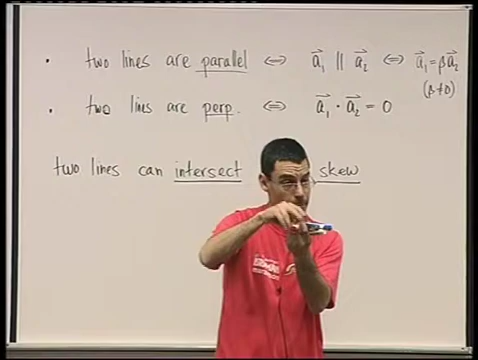 · two lines are parallel ⟺ a⃗₁ ∥ a⃗₂ ⟺ a⃗₁ = βa⃗₂
(β≠0)
· two lines are perp. ⟺ a⃗₁ · a⃗₂ = 0
two lines can intersect skew